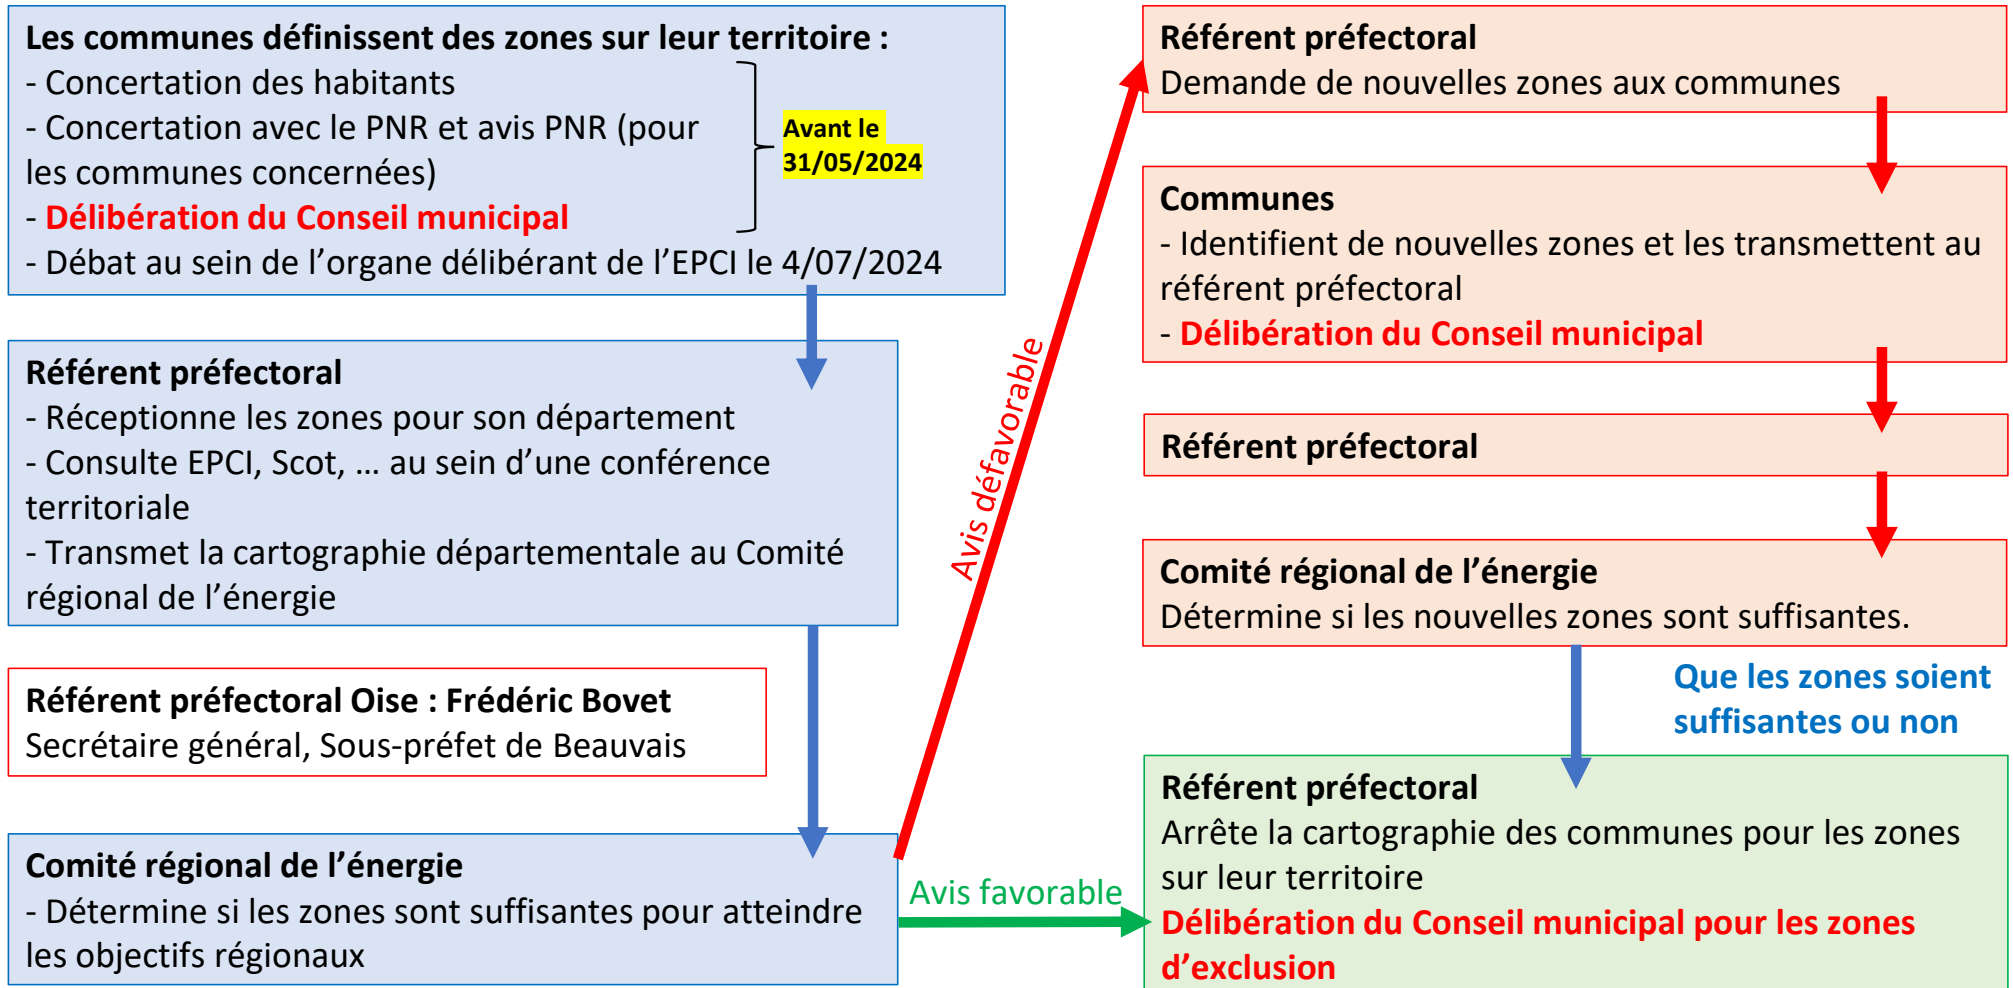 Les communes définissent des zones sur leur territoire :
- Concertation des habitants
- Concertation avec le PNR et avis PNR (pour
les communes concernées)
- Délibération du Conseil municipal
- Débat au sein de l’organe délibérant de l’EPCI le 4/07/2024
Avant le
31/05/2024
Référent préfectoral
- Réceptionne les zones pour son département
- Consulte EPCI, Scot, … au sein d’une conférence
territoriale
- Transmet la cartographie départementale au Comité
régional de l’énergie
Référent préfectoral Oise : Frédéric Bovet
Secrétaire général, Sous-préfet de Beauvais
Comité régional de l’énergie
- Détermine si les zones sont suffisantes pour atteindre
les objectifs régionaux
Avis défavorable
Avis favorable
Référent préfectoral
Demande de nouvelles zones aux communes
Communes
- Identifient de nouvelles zones et les transmettent au
référent préfectoral
- Délibération du Conseil municipal
Référent préfectoral
Comité régional de l’énergie
Détermine si les nouvelles zones sont suffisantes.
Que les zones soient
suffisantes ou non
Référent préfectoral
Arrête la cartographie des communes pour les zones
sur leur territoire
Délibération du Conseil municipal pour les zones
d’exclusion